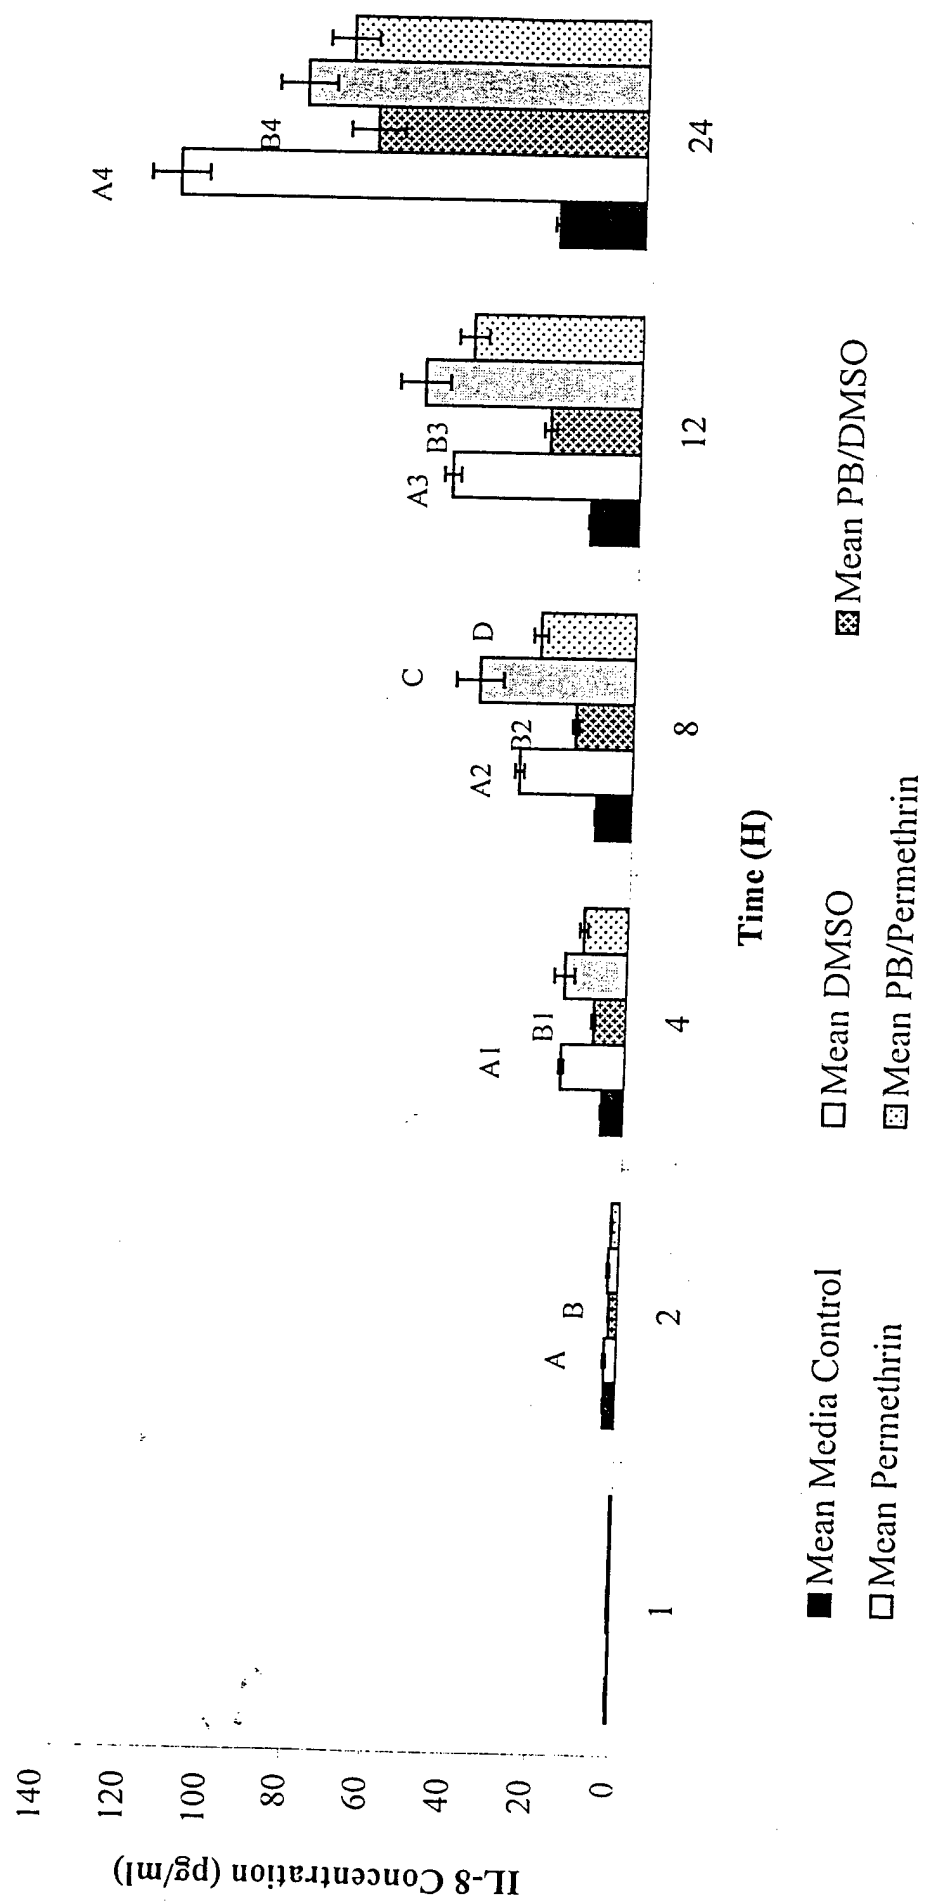 IL-8 Concentration (pg/ml)
140
120
100
80
60
40
20
0
A
B
A1
B1
A2
B2
C
D
A3
B3
A4
B4
1
2
4
8
12
24
Time (H)
Mean Media Control
Mean DMSO
Mean PB/DMSO
Mean Permethrin
Mean PB/Permethrin